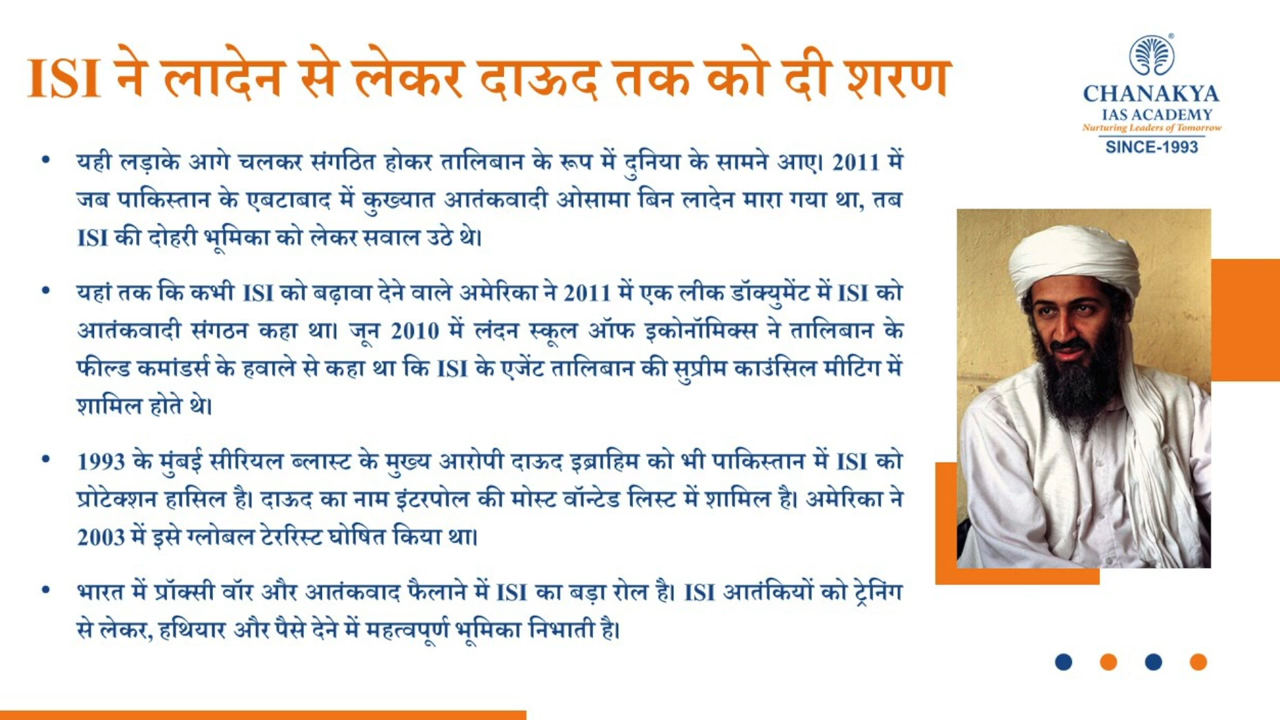 ISI ने लादेन से लेकर दाऊद तक को दी शरण
CHANAKYA
IAS ACADEMY
Nurturing Leaders of Tomorrow
SINCE-1993
• यही लड़ाके आगे चलकर संगठित होकर तालिबान के रूप में दुनिया के सामने आए। 2011 में
जब पाकिस्तान के एबटाबाद में कुख्यात आतंकवादी ओसामा बिन लादेन मारा गया था, तब
ISI की दोहरी भूमिका को लेकर सवाल उठे थे।
• यहां तक कि कभी ISI को बढ़ावा देने वाले अमेरिका ने 2011 में एक लीक डॉक्युमेंट में ISI को
आतंकवादी संगठन कहा था। जून 2010 में लंदन स्कूल ऑफ इकोनॉमिक्स ने तालिबान के
फील्ड कमांडर्स के हवाले से कहा था कि ISI के एजेंट तालिबान की सुप्रीम काउंसिल मीटिंग में
शामिल होते थे।
• 1993 के मुंबई सीरियल ब्लास्ट के मुख्य आरोपी दाऊद इब्राहिम को भी पाकिस्तान में ISI को
प्रोटेक्शन हासिल है। दाऊद का नाम इंटरपोल की मोस्ट वॉन्टेड लिस्ट में शामिल है। अमेरिका ने
2003 में इसे ग्लोबल टेररिस्ट घोषित किया था।
• भारत में प्रॉक्सी वॉर और आतंकवाद फैलाने में ISI का बड़ा रोल है। ISI आतंकियों को ट्रेनिंग
से लेकर, हथियार और पैसे देने में महत्वपूर्ण भूमिका निभाती है।